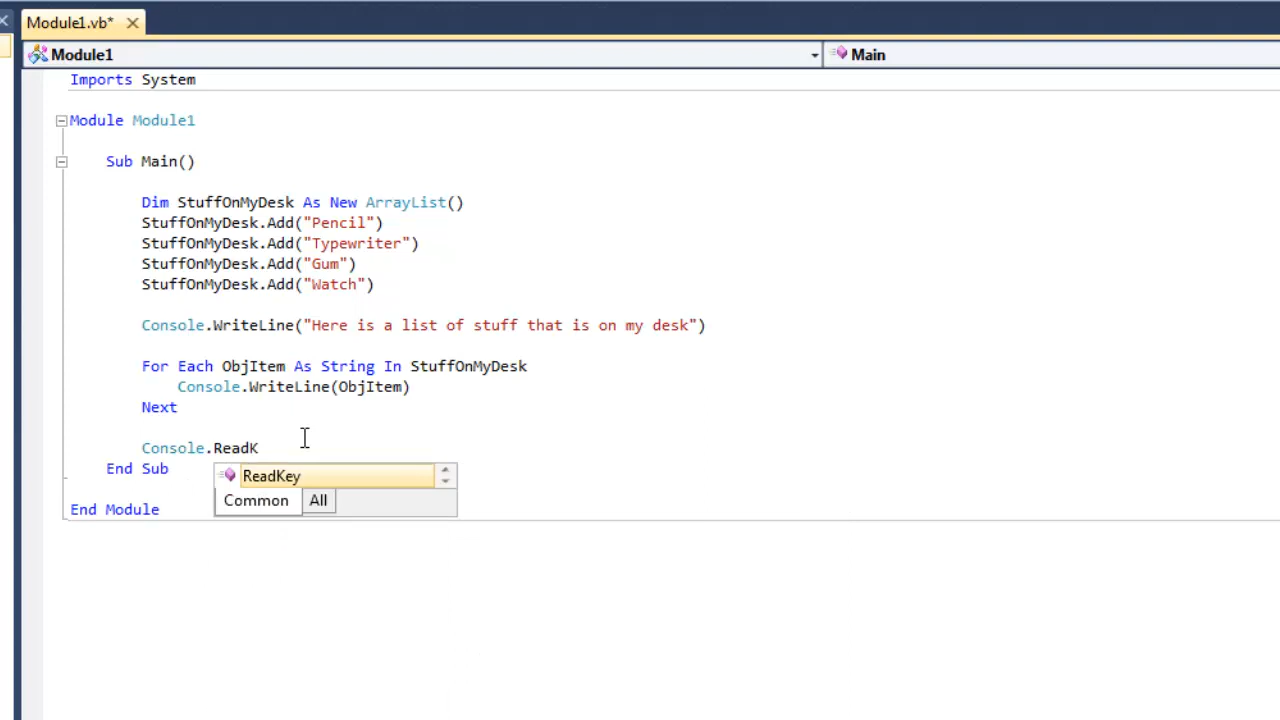 Module1.vb*
Module1 Main
Imports System
Module Module1
Sub Main()
Dim StuffOnMyDesk As New ArrayList()
StuffOnMyDesk.Add("Pencil")
StuffOnMyDesk.Add("Typewriter")
StuffOnMyDesk.Add("Gum")
StuffOnMyDesk.Add("Watch")
Console.WriteLine("Here is a list of stuff that is on my desk")
For Each ObjItem As String In StuffOnMyDesk
Console.WriteLine(ObjItem)
Next
Console.ReadK
End Sub
ReadKey
Common All
End Module